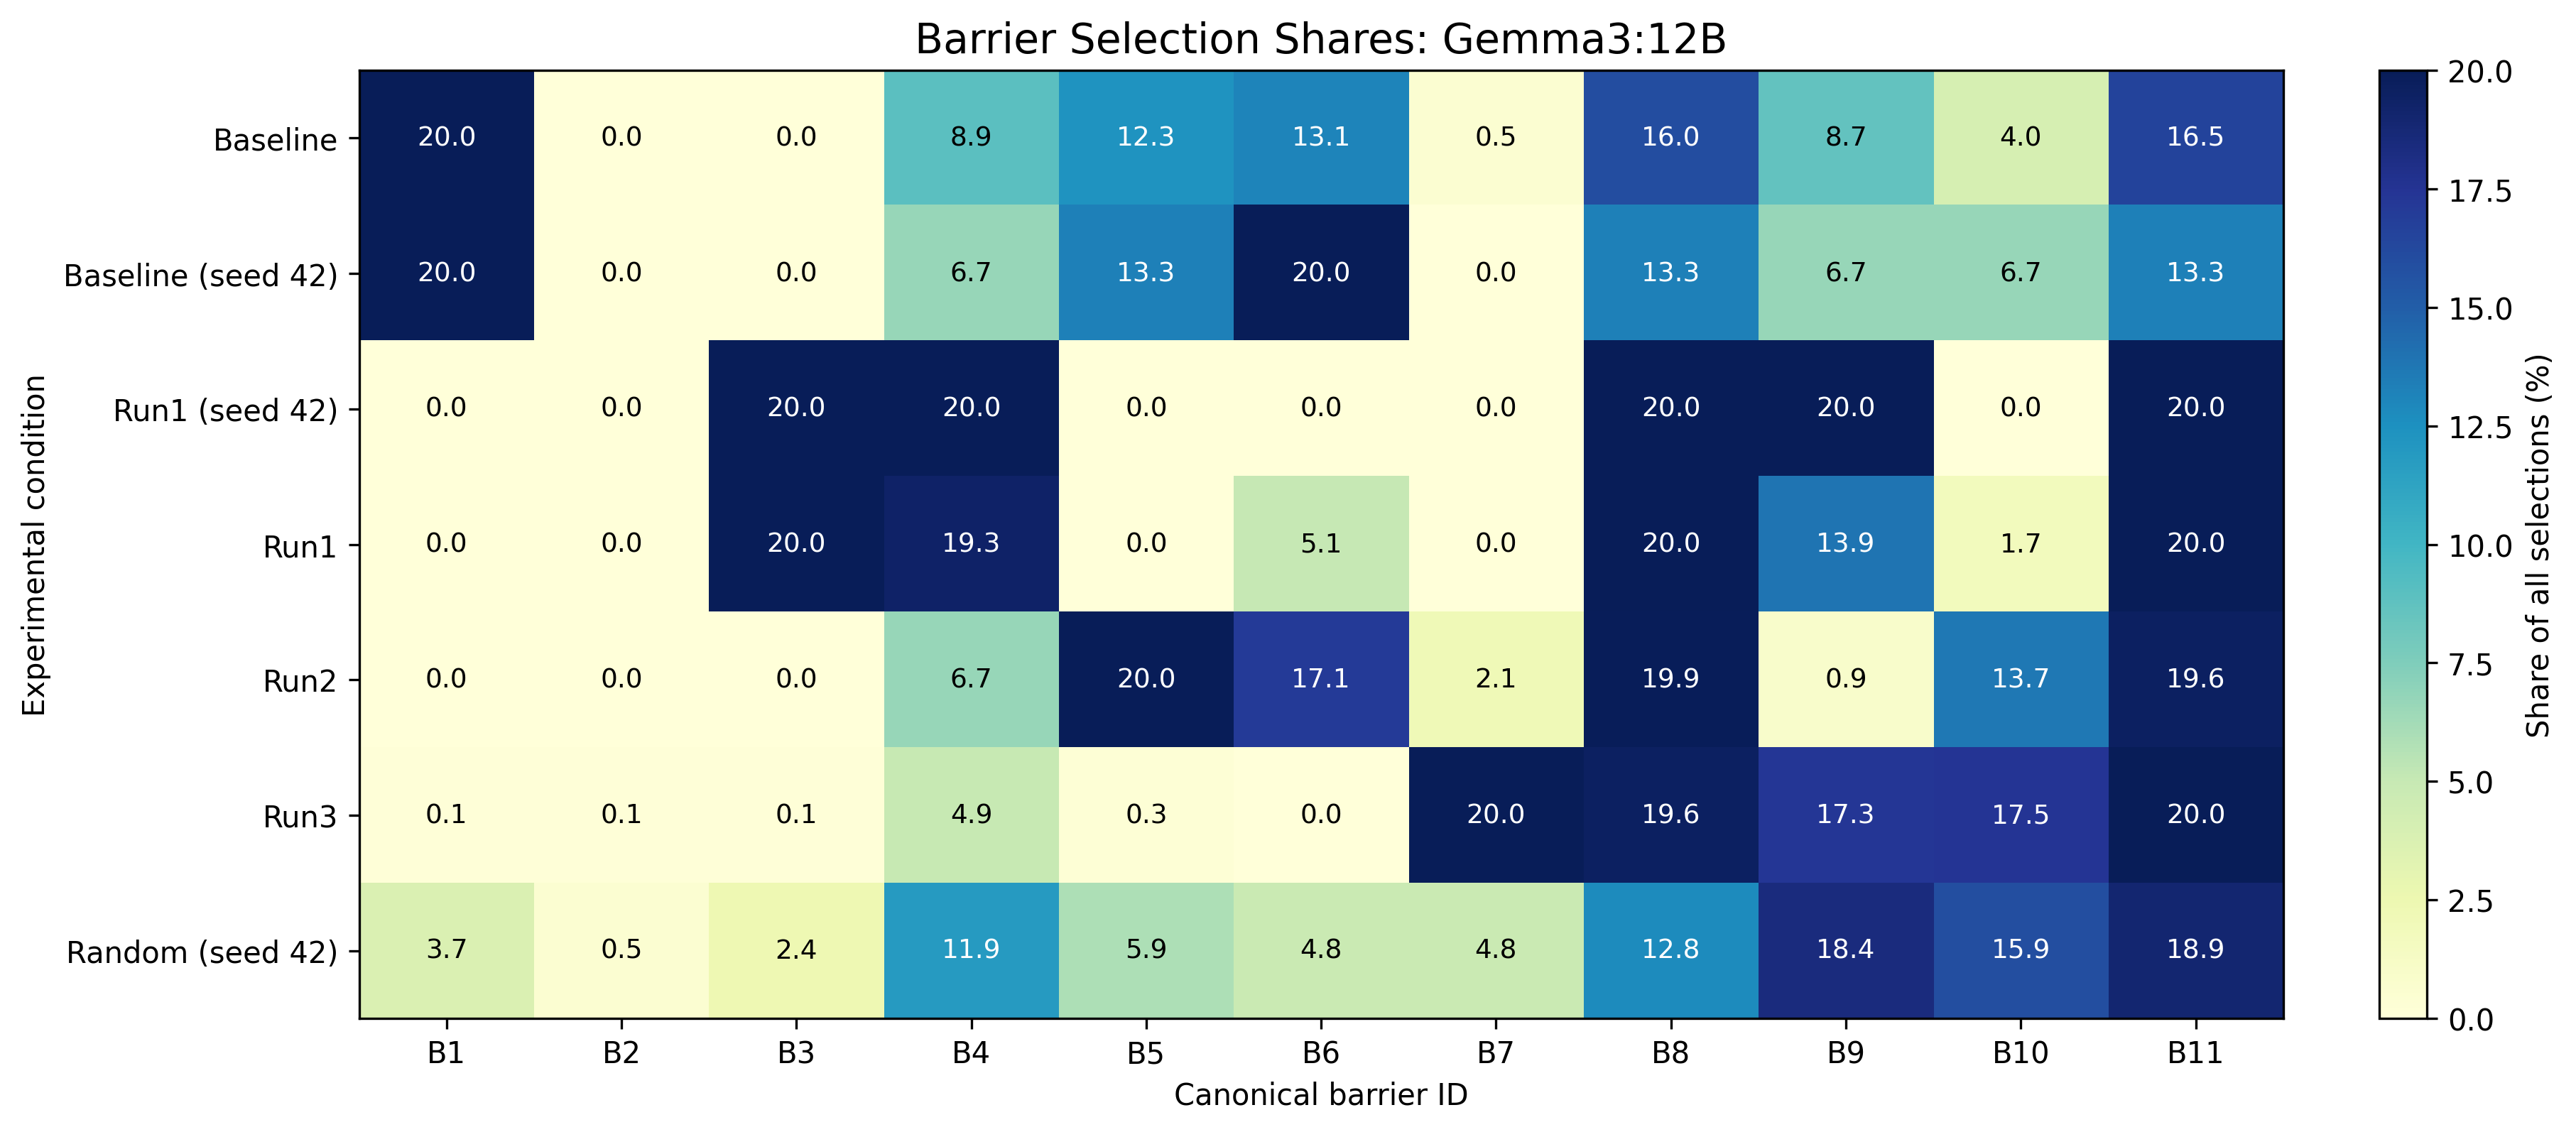 Barrier Selection Shares: Gemma3:12B
Experimental condition
Baseline 20.0 0.0 0.0 8.9 12.3 13.1 0.5 16.0 8.7 4.0 16.5
Baseline (seed 42) 20.0 0.0 0.0 6.7 13.3 20.0 0.0 13.3 6.7 6.7 13.3
Run1 (seed 42) 0.0 0.0 20.0 20.0 0.0 0.0 0.0 20.0 20.0 0.0 20.0
Run1 0.0 0.0 20.0 19.3 0.0 5.1 0.0 20.0 13.9 1.7 20.0
Run2 0.0 0.0 0.0 6.7 20.0 17.1 2.1 19.9 0.9 13.7 19.6
Run3 0.1 0.1 0.1 4.9 0.3 0.0 20.0 19.6 17.3 17.5 20.0
Random (seed 42) 3.7 0.5 2.4 11.9 5.9 4.8 4.8 12.8 18.4 15.9 18.9
B1 B2 B3 B4 B5 B6 B7 B8 B9 B10 B11
Canonical barrier ID
20.0
17.5
15.0
12.5
10.0
7.5
5.0
2.5
0.0
Share of all selections (%)